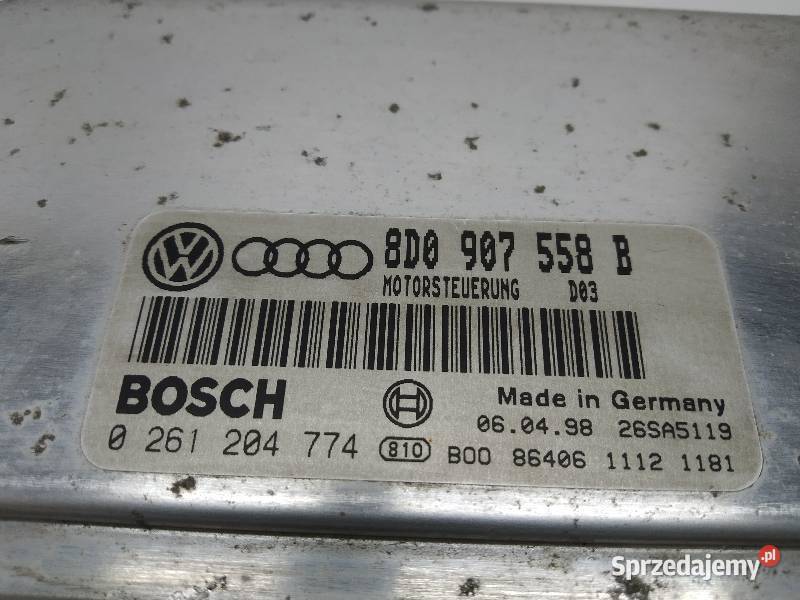 8D0 907 558 B
MOTORSTEUERUNG D03
BOSCH
Made in Germany
0 261 204 774
06.04.98 26SA5119
810 B00 86406 1112 1181
Sprzedajemy.pl